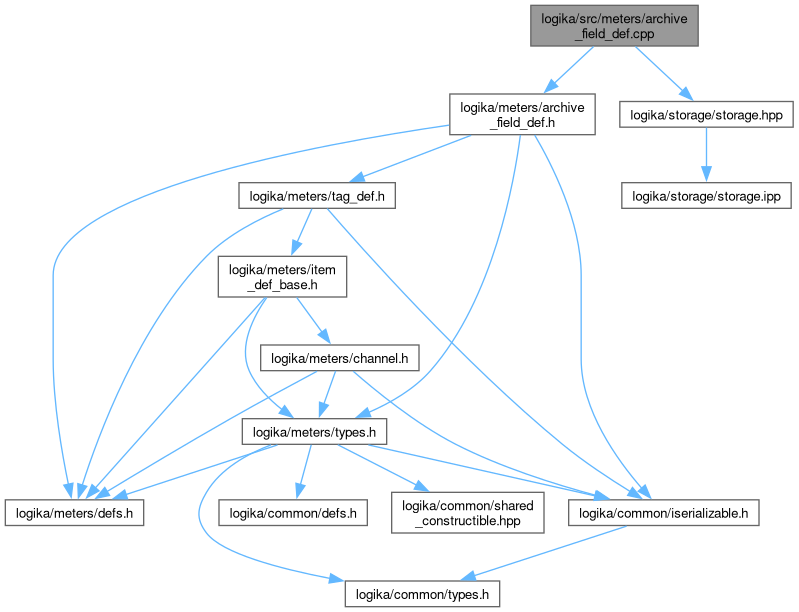 logika/src/meters/archive
_field_def.cpp
logika/meters/archive
_field_def.h
logika/storage/storage.hpp
logika/meters/tag_def.h
logika/storage/storage.ipp
logika/meters/item
_def_base.h
logika/meters/channel.h
logika/meters/types.h
logika/meters/defs.h
logika/common/defs.h
logika/common/shared
_constructible.hpp
logika/common/iserializable.h
logika/common/types.h